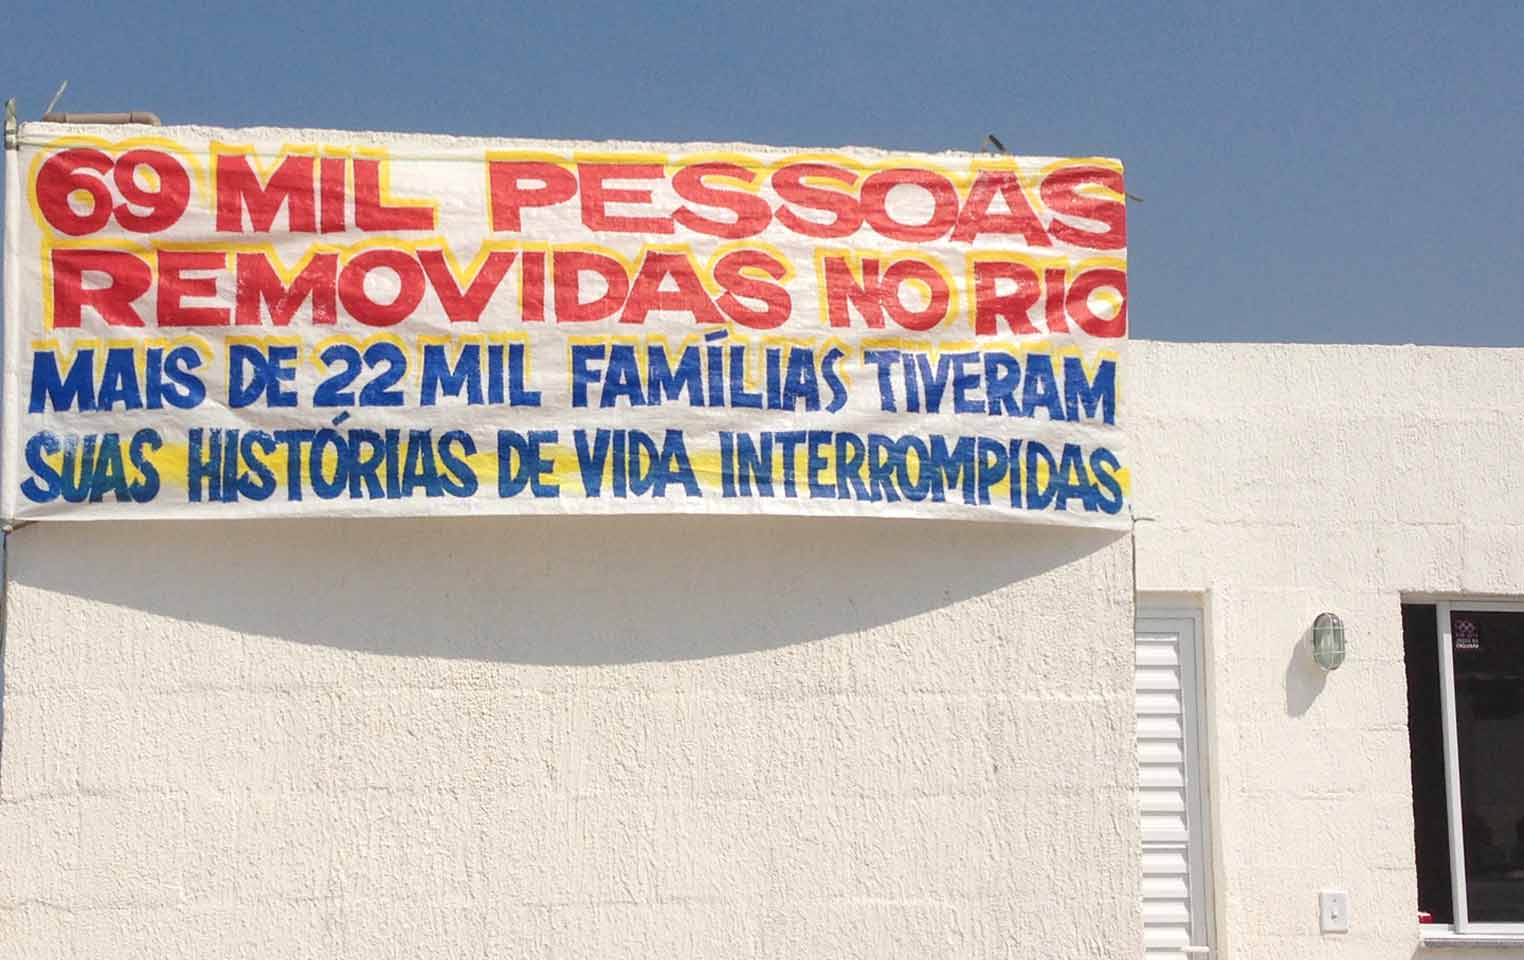 69 MIL PESSOAS
REMOVIDAS NO RIO
MAIS DE 22 MIL FAMÍLIAS TIVERAM
SUAS HISTÓRIAS DE VIDA INTERROMPIDAS